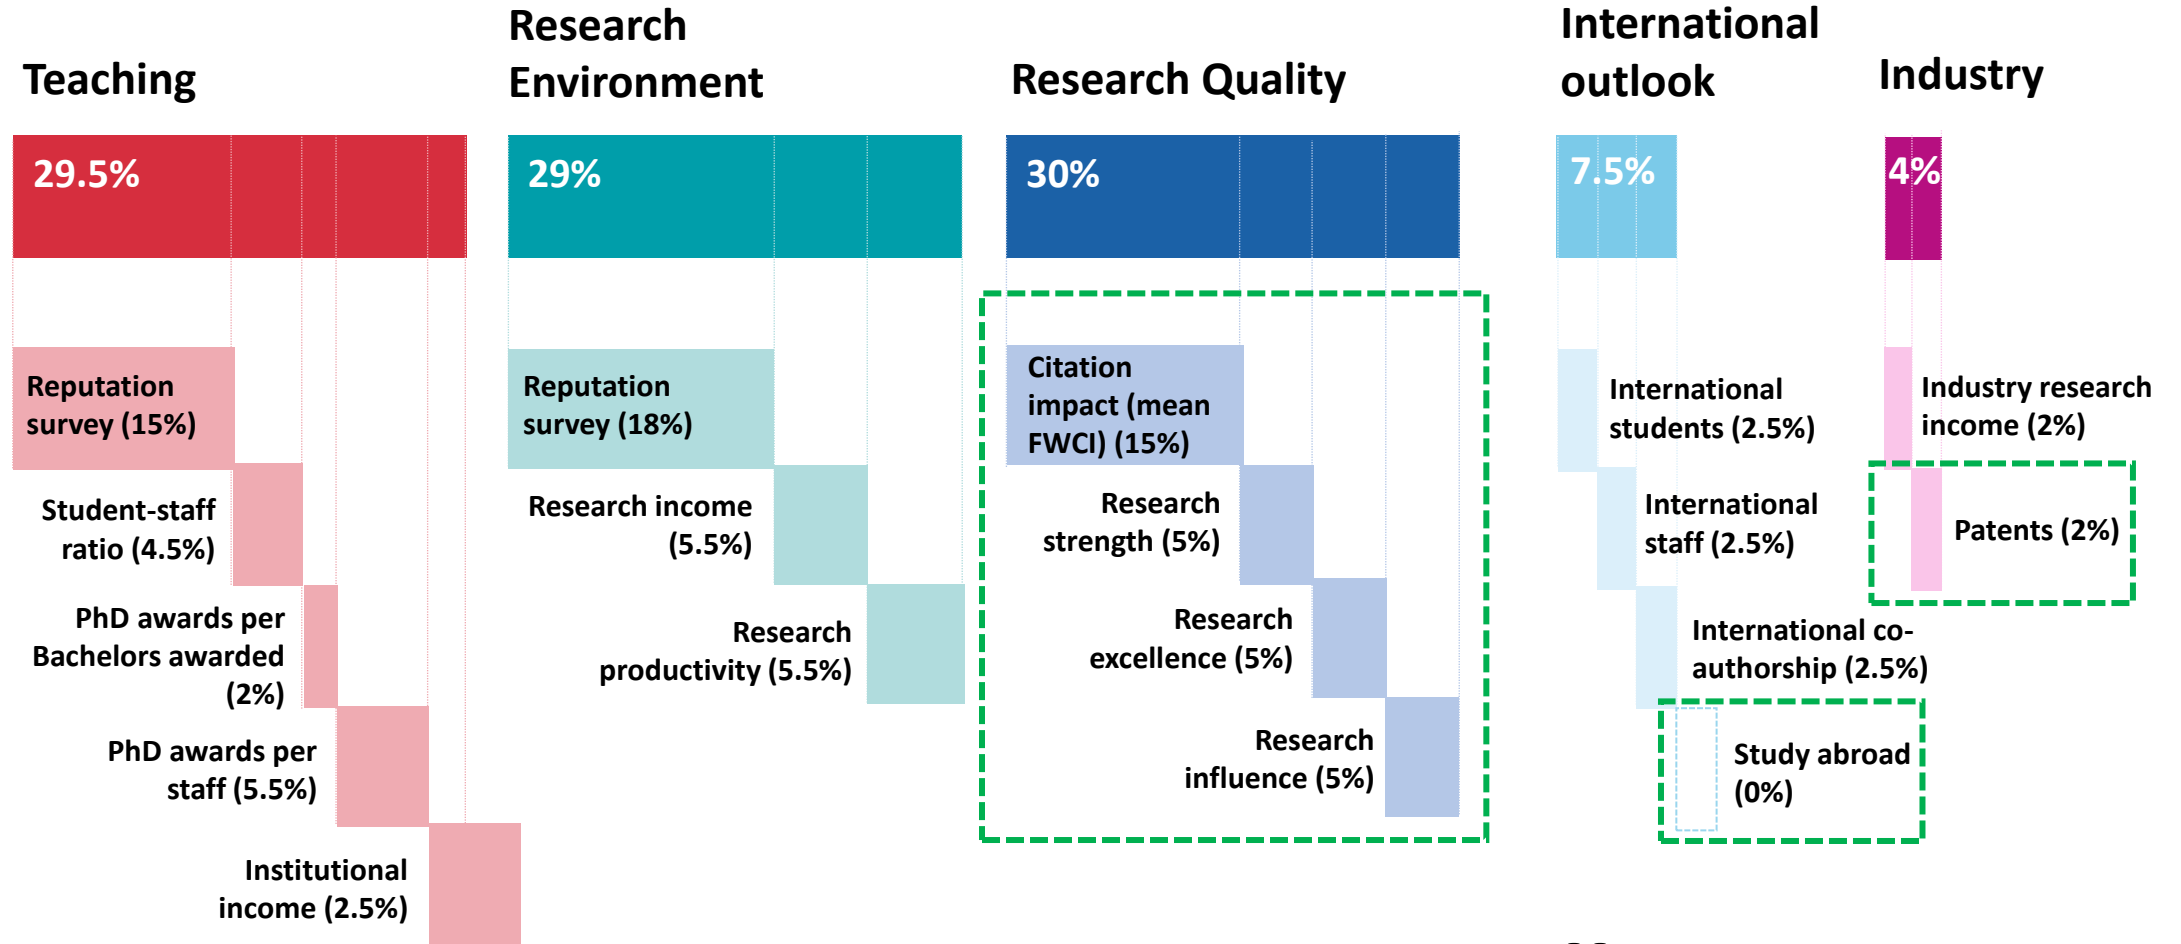 Teaching
29.5%
Reputation
survey (15%)
Student-staff
ratio (4.5%)
PhD awards per
Bachelors awarded
(2%)
PhD awards per
staff (5.5%)
Institutional
income (2.5%)
Research
Environment
29%
Reputation
survey (18%)
Research income
(5.5%)
Research
productivity (5.5%)
Research Quality
30%
Citation
impact (mean
FWCI) (15%)
Research
strength (5%)
Research
excellence (5%)
Research
influence (5%)
International
outlook
7.5%
International
students (2.5%)
International
staff (2.5%)
International co-
authorship (2.5%)
Study abroad
(0%)
Industry
4%
Industry research
income (2%)
Patents (2%)